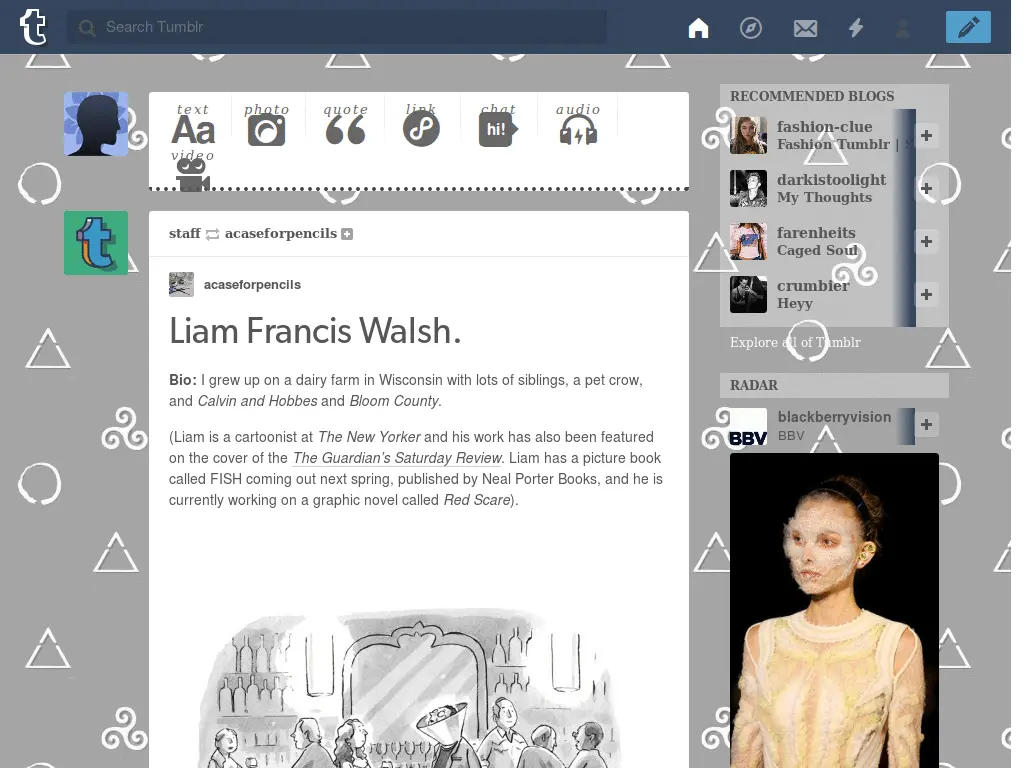 Search Tumblr
text
photo
quote
link
chat
audio
Aa
hi!
video
staff acaseforpencils
acaseforpencils
Liam Francis Walsh.
Bio: I grew up on a dairy farm in Wisconsin with lots of siblings, a pet crow,
and Calvin and Hobbes and Bloom County.
(Liam is a cartoonist at The New Yorker and his work has also been featured
on the cover of the The Guardian’s Saturday Review. Liam has a picture book
called FISH coming out next spring, published by Neal Porter Books, and he is
currently working on a graphic novel called Red Scare).
RECOMMENDED BLOGS
fashion-clue
Fashion Tumblr |
darkistoolight
My Thoughts
farenheits
Caged Soul
crumbier
Heyy
Explore all of Tumblr
RADAR
blackberryvision
BBV
BBV